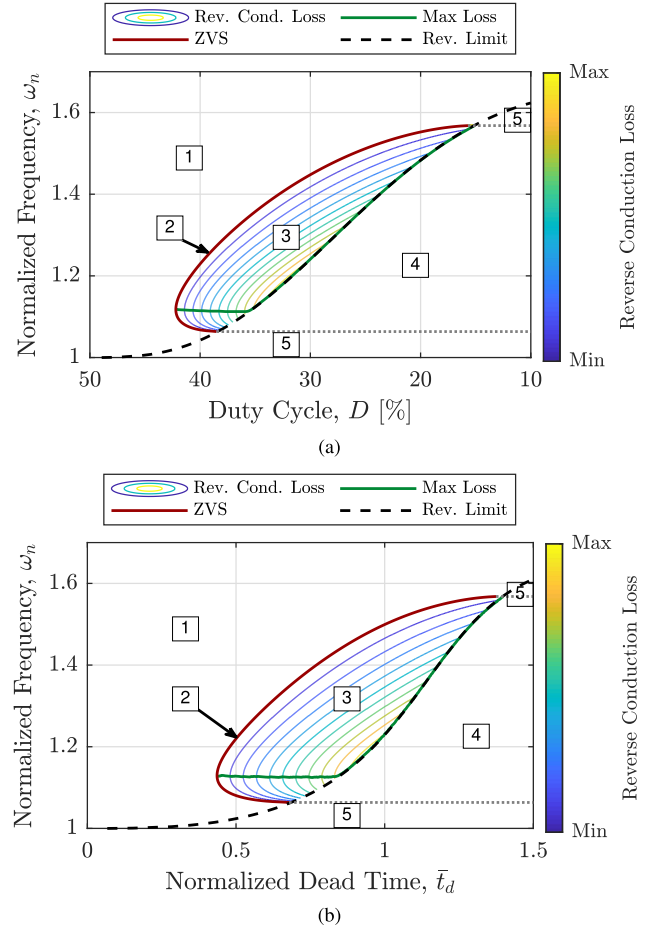 Rev. Cond. Loss Max Loss
ZVS Rev. Limit
Max
1.6
5
1
1.4
2
3
4
1.2
5
1
Min
50 40 30 20 10
Normalized Frequency, ωn
Duty Cycle, D [%]
Reverse Conduction Loss
(a)
Rev. Cond. Loss Max Loss
ZVS Rev. Limit
Max
1.6
5
1
1.4
2
3
4
1.2
5
1
Min
0 0.5 1 1.5
Normalized Frequency, ωn
Normalized Dead Time, t̄d
Reverse Conduction Loss
(b)